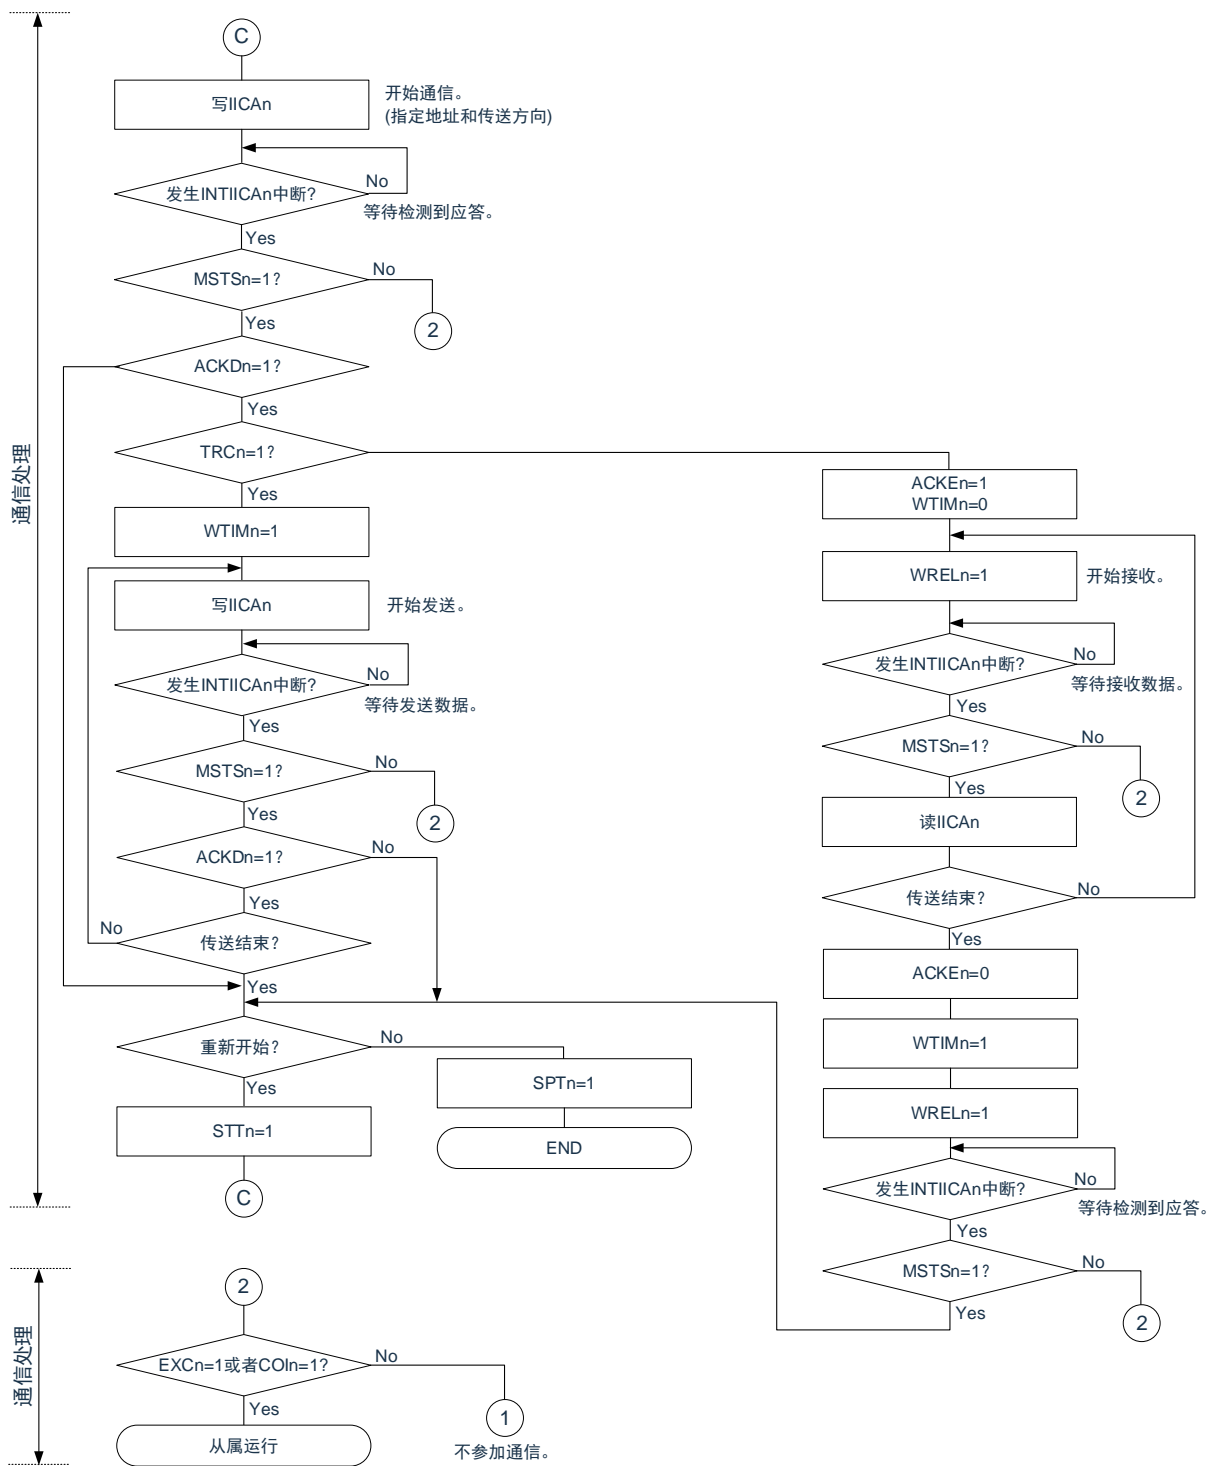 C
写IICAn
开始通信。
(指定地址和传送方向)
发生INTIICAn中断?
No
等待检测到应答。
Yes
MSTSn=1?
No
2
Yes
ACKDn=1?
Yes
TRCn=1?
Yes
WTIMn=1
写IICAn
开始发送。
发生INTIICAn中断?
No
等待发送数据。
Yes
MSTSn=1?
No
2
Yes
ACKDn=1?
No
Yes
传送结束?
No
Yes
重新开始?
No
Yes
STTn=1
C
SPTn=1
END
ACKEn=1
WTIMn=0
WRELn=1
开始接收。
发生INTIICAn中断?
No
等待接收数据。
Yes
MSTSn=1?
No
2
Yes
读IICAn
传送结束?
No
Yes
ACKEn=0
WTIMn=1
WRELn=1
发生INTIICAn中断?
No
等待检测到应答。
Yes
MSTSn=1?
No
2
Yes
通信处理
2
EXCn=1或者COIn=1?
No
1
不参加通信。
Yes
从属运行
通信处理